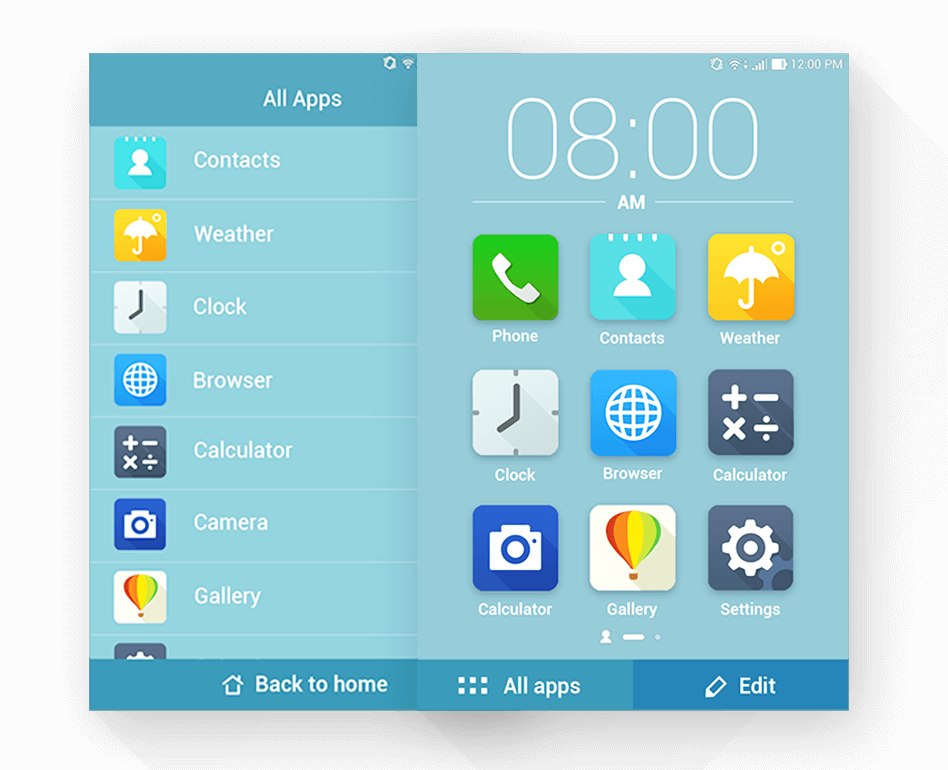 All Apps
Contacts
Weather
Clock
Browser
Calculator
Camera
Gallery
Back to home
12:00 PM
08:00
AM
Phone
Contacts
Weather
Clock
Browser
Calculator
Calculator
Gallery
Settings
All apps
Edit